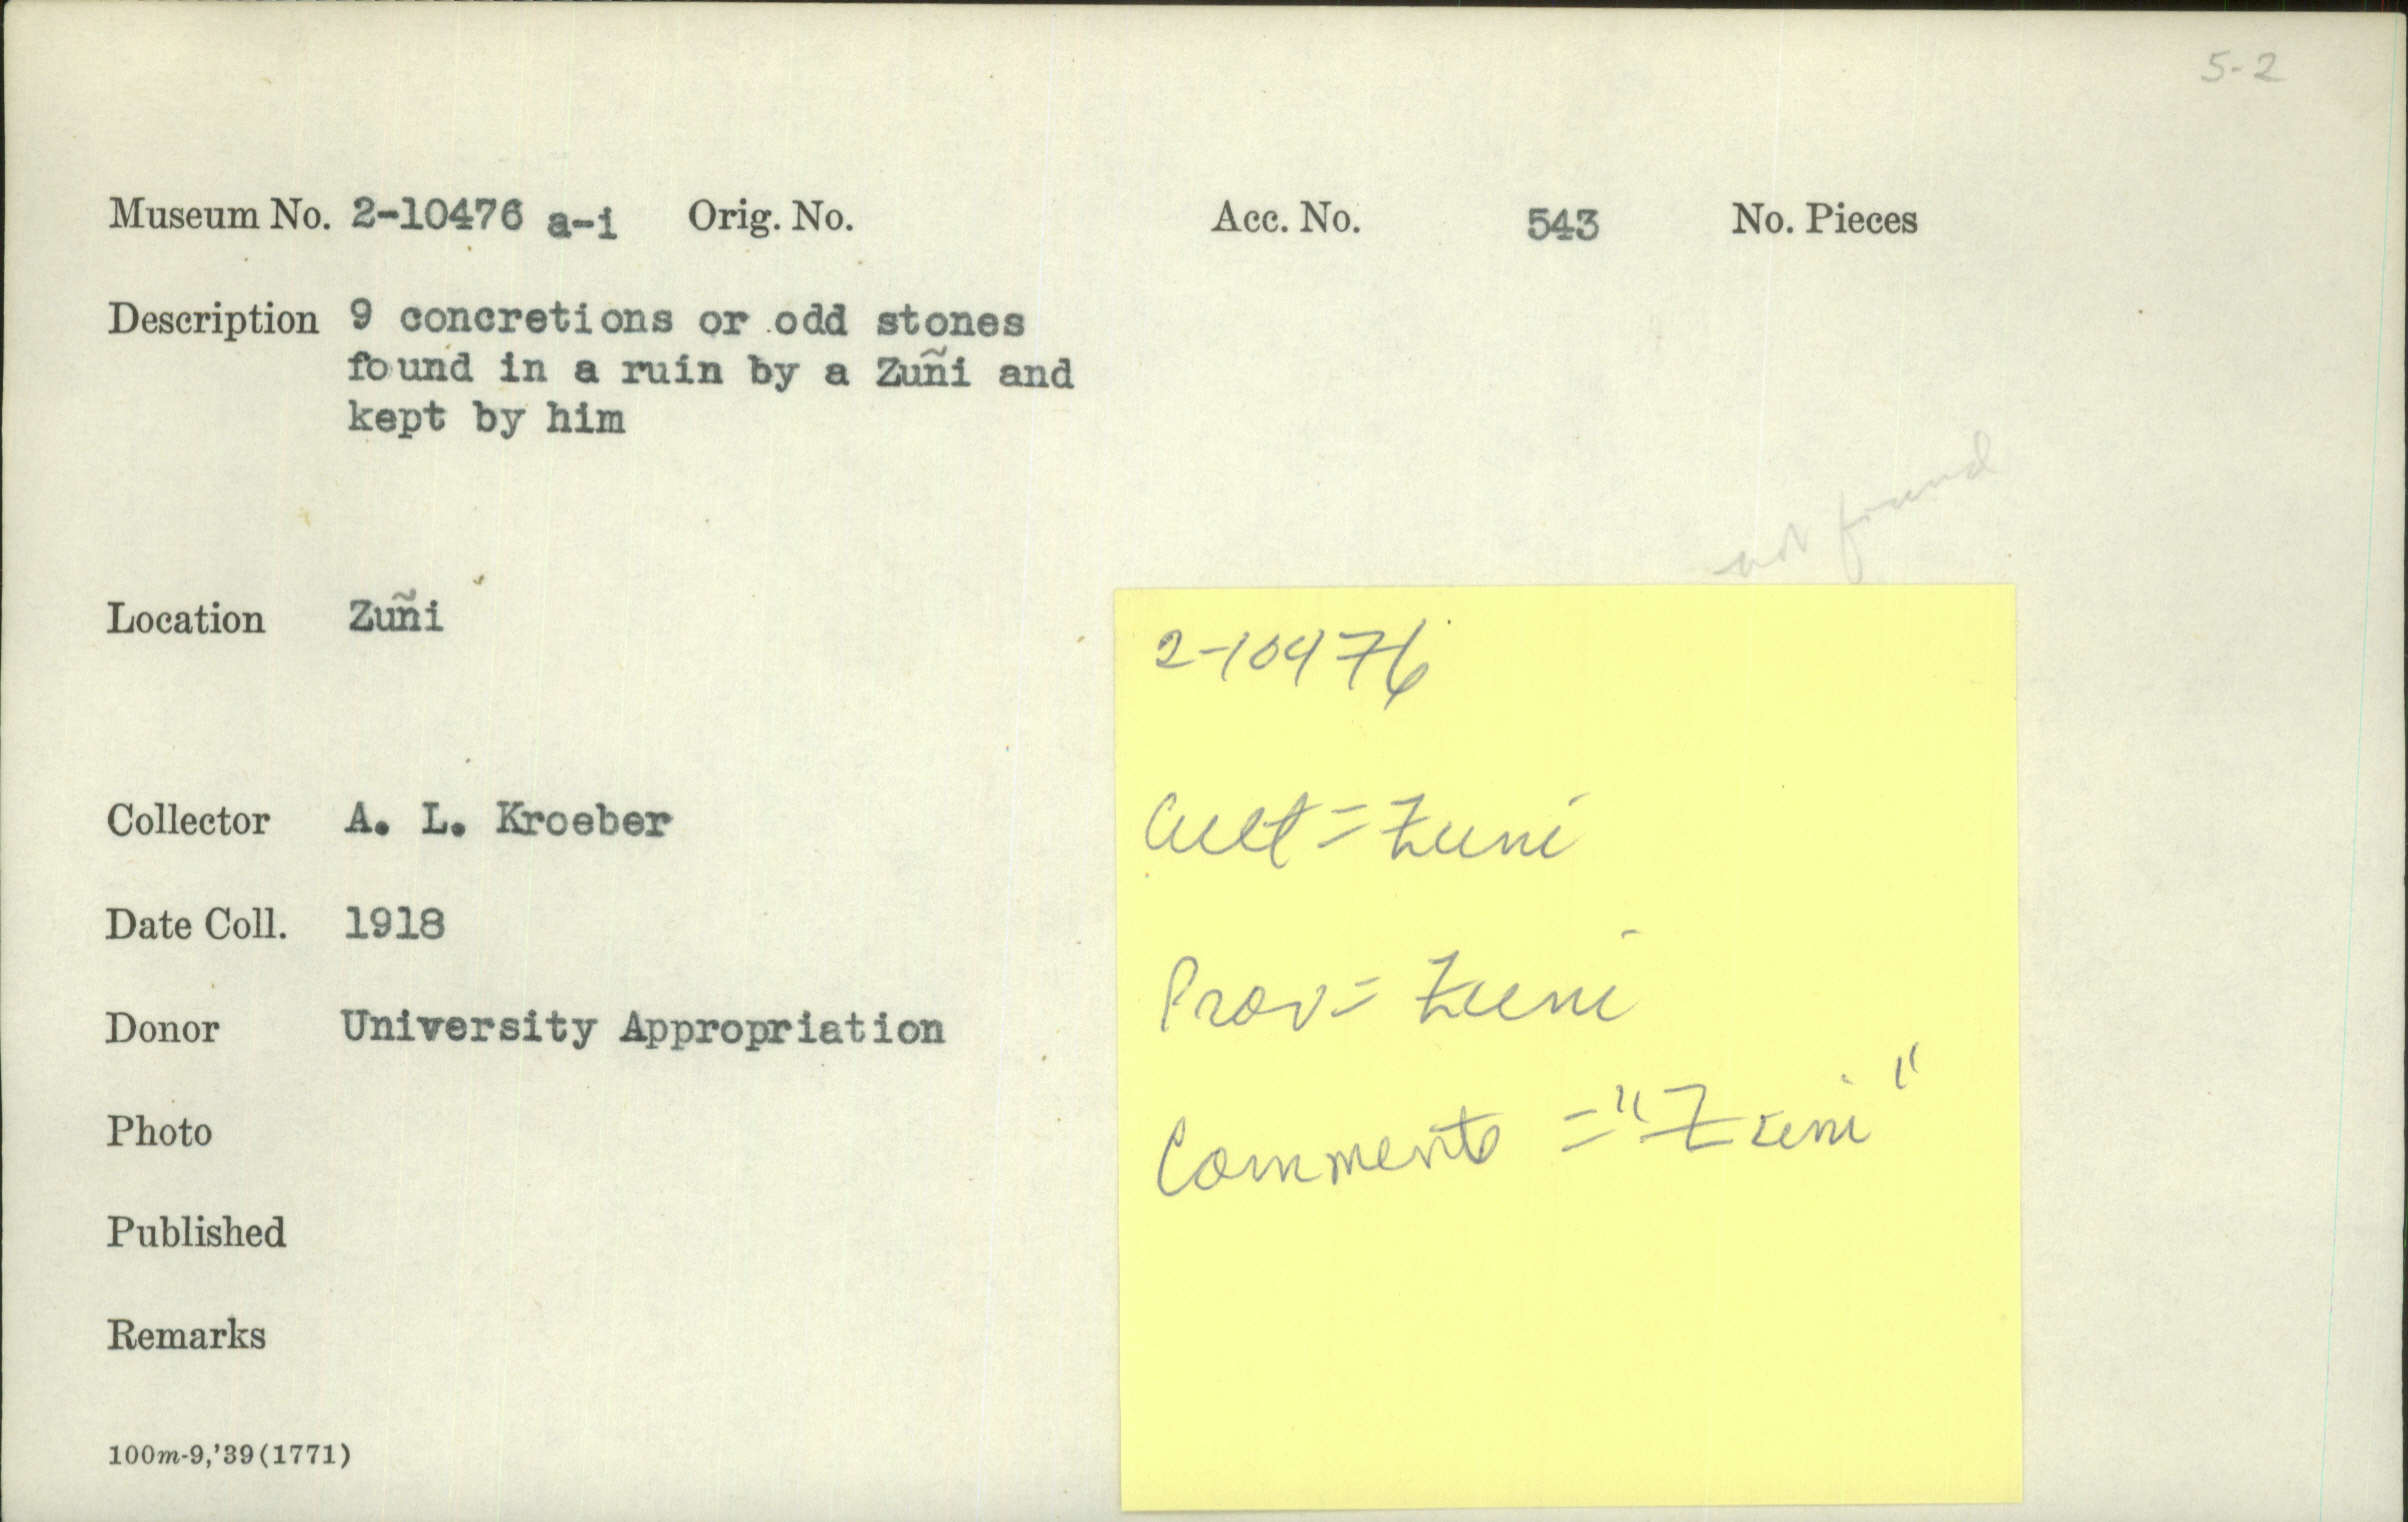 5-2
Museum No. 2-10476 a-i Orig. No. Acc. No. 543 No. Pieces
Description 9 concretions or odd stones
found in a ruin by a Zuñi and
kept by him
not found
Location Zuñi
Collector A. L. Kroeber
Date Coll. 1918
Donor University Appropriation
Photo
Published
Remarks
100m-9,'39(1771)
2-10476
Cult = Zuni
Prov = Zuni
Comments = "Zuni"